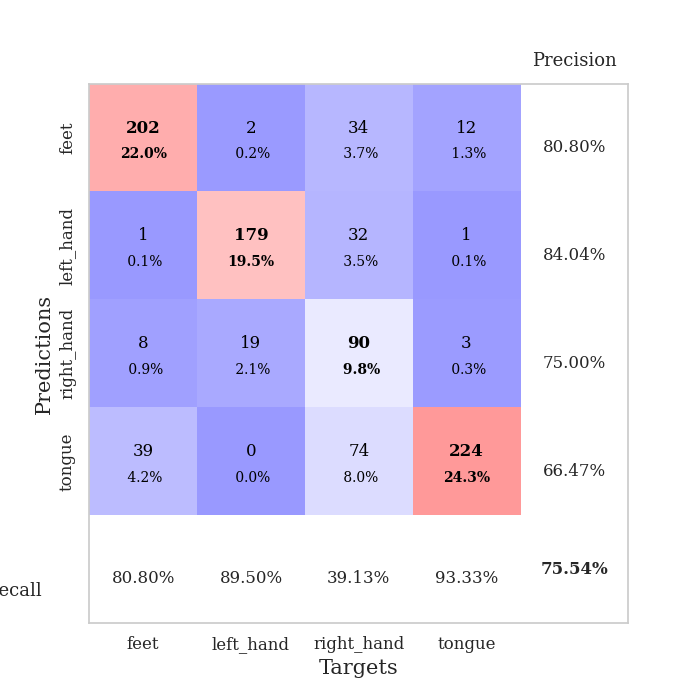 Precision
feet 202 2 34 12 80.80%
22.0% 0.2% 3.7% 1.3%
left_hand 1 179 32 1 84.04%
0.1% 19.5% 3.5% 0.1%
right_hand 8 19 90 3 75.00%
0.9% 2.1% 9.8% 0.3%
Predictions
tongue 39 0 74 224 66.47%
4.2% 0.0% 8.0% 24.3%
ecall 80.80% 89.50% 39.13% 93.33% 75.54%
feet left_hand right_hand tongue
Targets